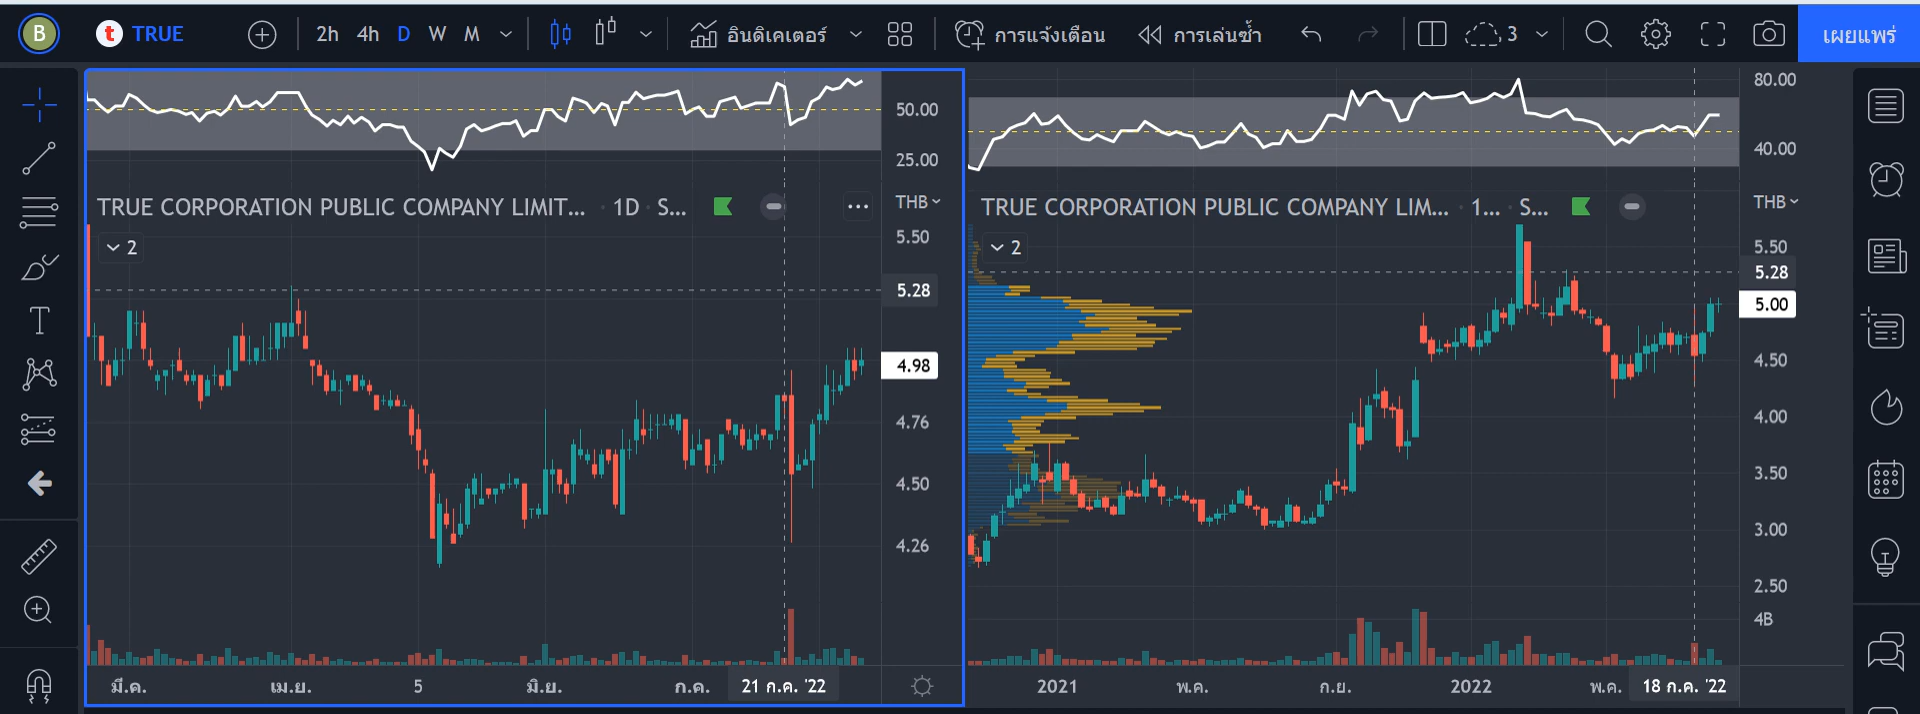 B TRUE 2h 4h D W M อินดิเคเตอร์ การแจ้งเตือน การเล่นซ้ำ 3 เผยแพร่
50.00
25.00
TRUE CORPORATION PUBLIC COMPANY LIMIT... · 1D · S...
THB
2
5.50
5.28
4.98
4.76
4.50
4.26
มี.ค. เม.ย. 5 มิ.ย. ก.ค. 21 ก.ค. '22
80.00
40.00
TRUE CORPORATION PUBLIC COMPANY LIM... · 1... · S...
THB
2
5.50
5.28
5.00
4.50
4.00
3.50
3.00
2.50
4B
2021 พ.ค. ก.ย. 2022 พ.ค. 18 ก.ค. '22